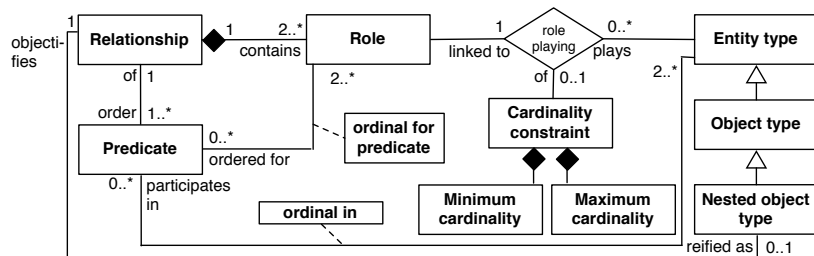 1
objecti-
fies
Relationship
1
2..*
contains
Role
1
linked to
role
playing
0..*
plays
Entity type
of
1
order
1..*
2..*
of
0..1
2..*
Cardinality
constraint
Object type
Predicate
0..*
ordered for
ordinal for
predicate
0..*
participates
in
ordinal in
Minimum
cardinality
Maximum
cardinality
Nested object
type
reified as
0..1